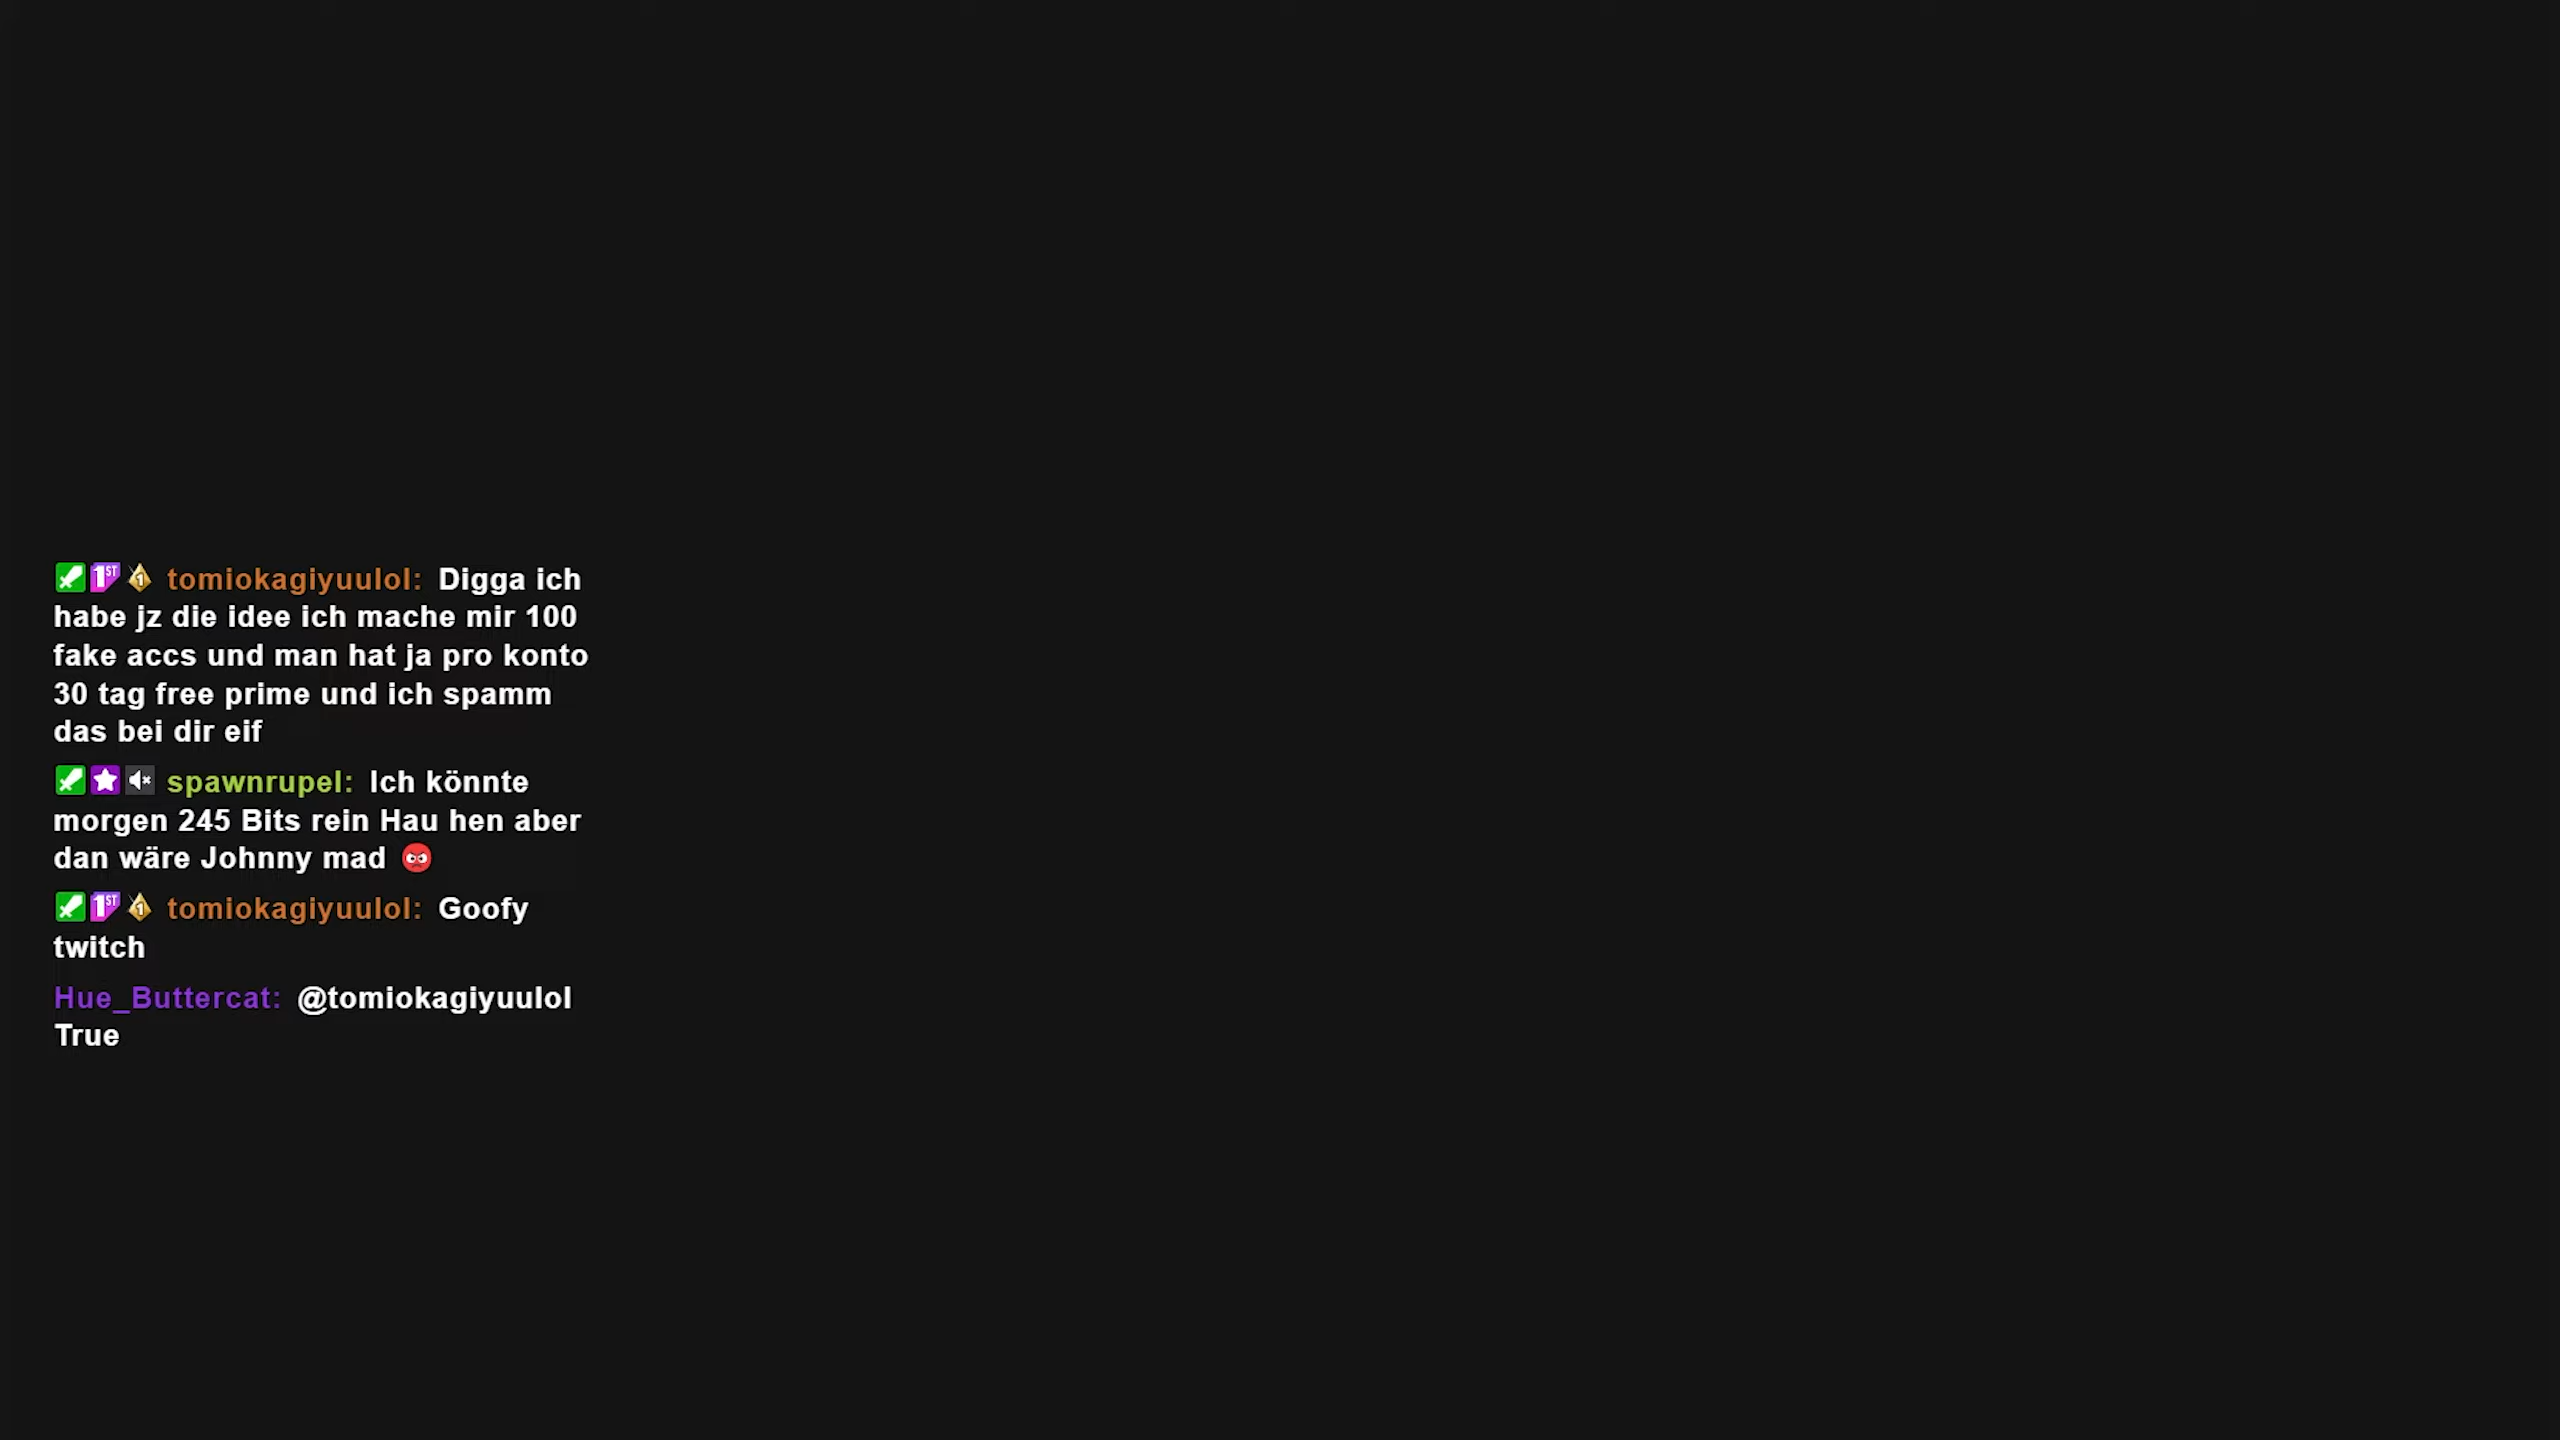 tomiokagiyuulol: Digga ich
habe jz die idee ich mache mir 100
fake accs und man hat ja pro konto
30 tag free prime und ich spamm
das bei dir eif
spawnrupel: Ich könnte
morgen 245 Bits rein Hau hen aber
dan wäre Johnny mad
tomiokagiyuulol: Goofy
twitch
Hue_Buttercat: @tomiokagiyuulol
True